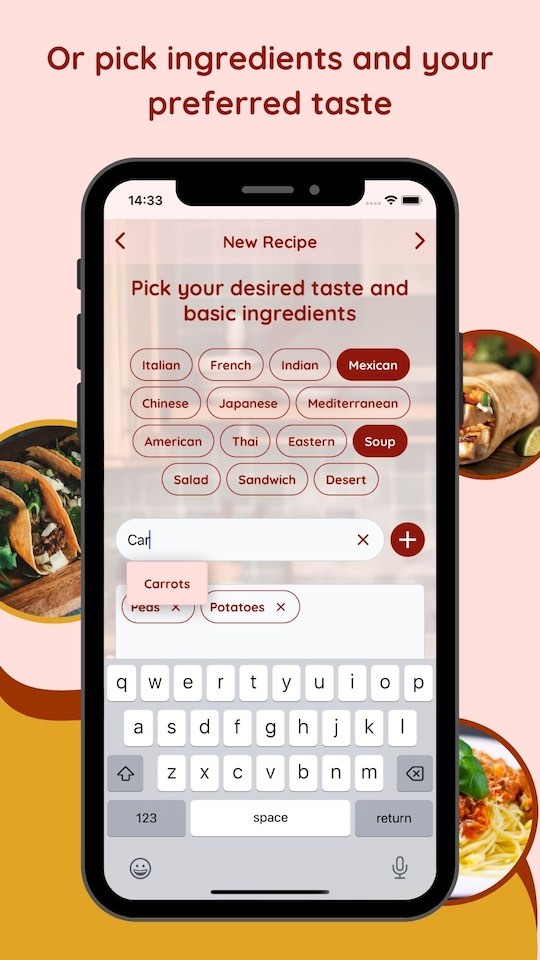 Or pick ingredients and your
preferred taste
14:33
New Recipe
Pick your desired taste and
basic ingredients
Italian French Indian Mexican
Chinese Japanese Mediterranean
American Thai Eastern Soup
Salad Sandwich Desert
Car
Carrots
Peas Potatoes
q w e r t y u i o p
a s d f g h j k l
z x c v b n m
123 space return